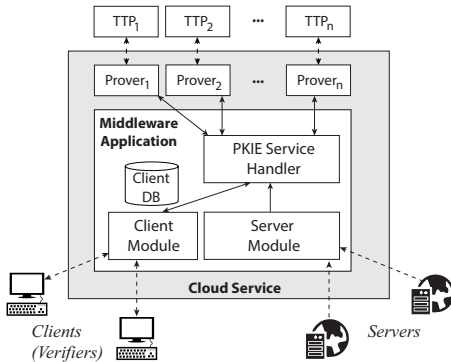 TTP1 TTP2 ... TTPn
Prover1 Prover2 ... Provern
Middleware
Application
PKIE Service
Handler
Client
DB
Client
Module
Server
Module
Cloud Service
Clients
(Verifiers)
Servers